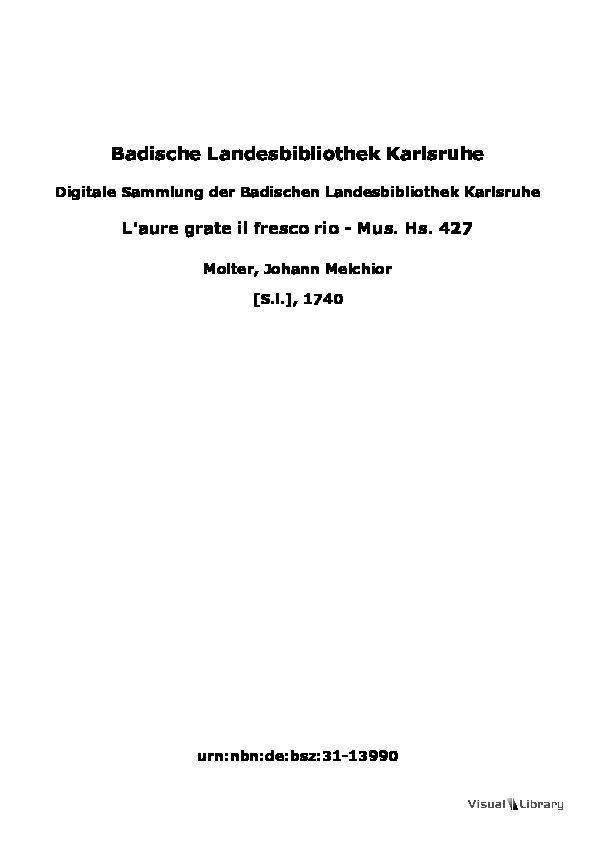 Badische Landesbibliothek Karlsruhe
Digitale Sammlung der Badischen Landesbibliothek Karlsruhe
L'aure grate il fresco rio - Mus. Hs. 427
Molter, Johann Melchior
[S.l.], 1740
urn:nbn:de:bsz:31-13990
Visual Library